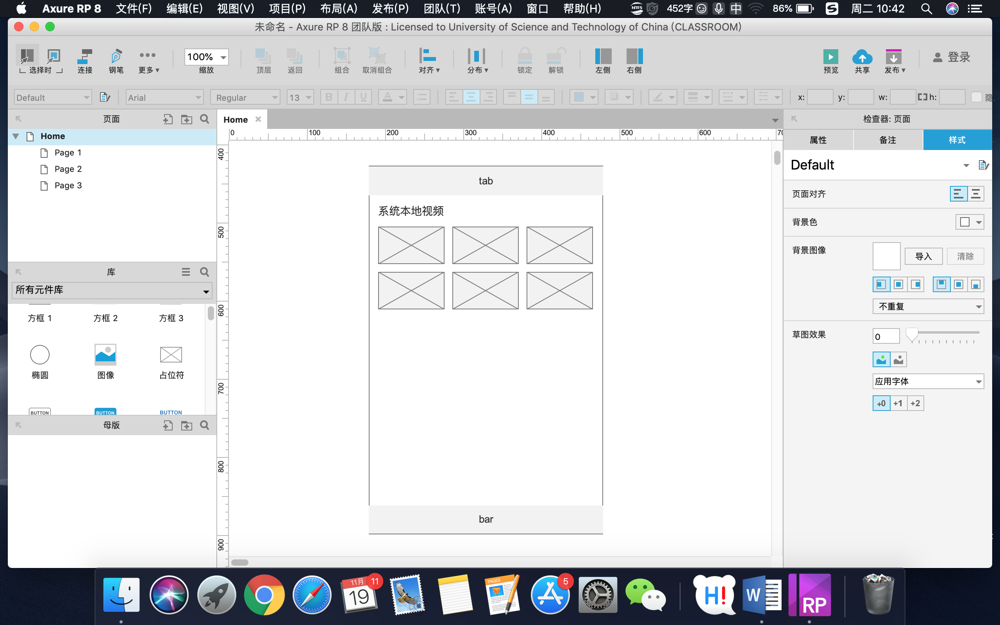 Axure RP 8 文件(F) 编辑(E) 视图(V) 项目(P) 布局(A) 发布(P) 团队(T) 账号(A) 窗口 帮助(H) NTFS 452字 中 86% 周二 10:42
未命名 - Axure RP 8 团队版 : Licensed to University of Science and Technology of China (CLASSROOM)
选择时 连接 钢笔 更多 100% 缩放 顶层 返回 组合 取消组合 对齐 分布 锁定 解锁 左侧 右侧 预览 共享 发布 登录
Default Arial Regular 13 B I U A x: y: w: h: 隐
页面
Home
Page 1
Page 2
Page 3
库
所有元件库
方框 1 方框 2 方框 3
椭圆 图像 占位符
BUTTON BUTTON BUTTON
母版
Home
0 100 200 300 400 500 600 70
400
500
600
700
800
900
tab
系统本地视频
bar
检查器: 页面
属性 备注 样式
Default
页面对齐
背景色
背景图像 导入 清除
不重复
草图效果 0
应用字体
+0 +1 +2
11月 11 19 PAGES 5 H! W RP